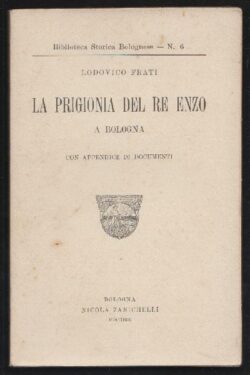 Biblioteca Storica Bolognese — N. 6
LODOVICO FRATI
LA PRIGIONIA DEL RE ENZO
A BOLOGNA
CON APPENDICE DI DOCUMENTI
BOLOGNA
NICOLA ZANICHELLI